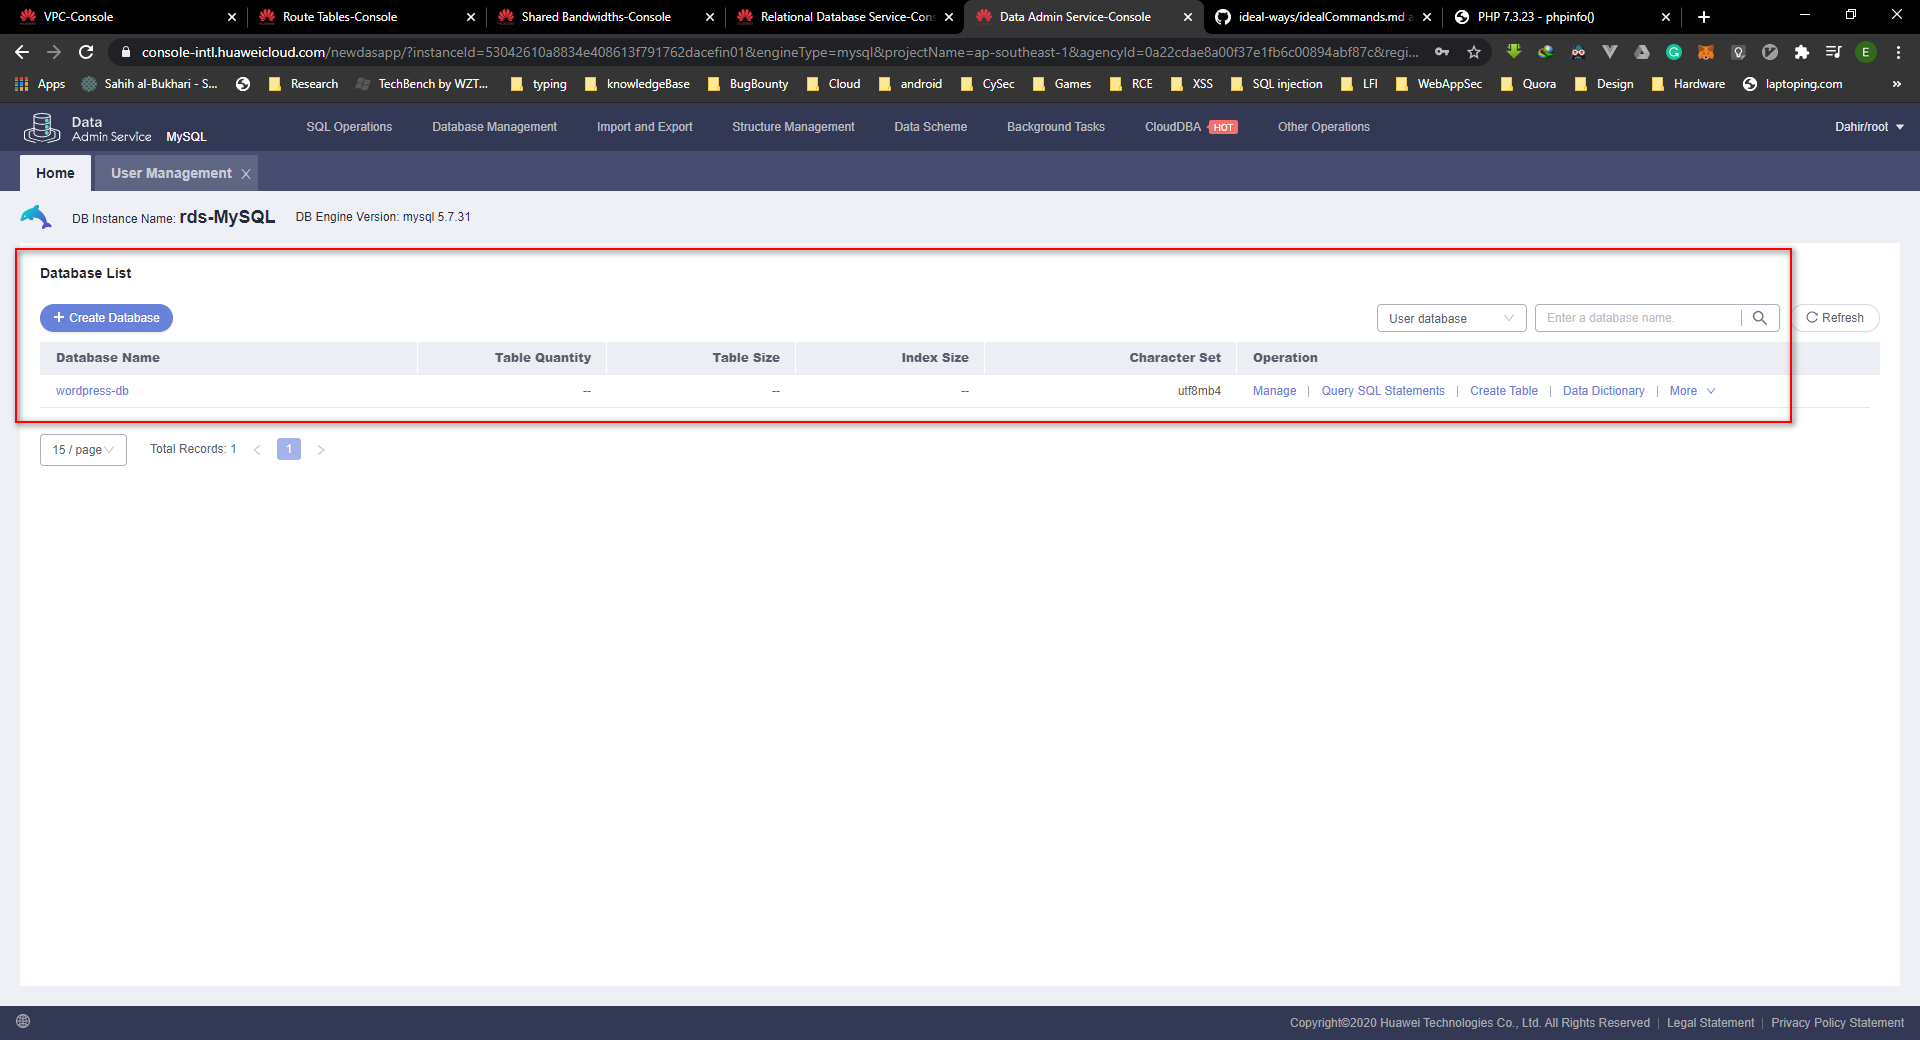 VPC-Console
Route Tables-Console
Shared Bandwidths-Console
Relational Database Service-Cons
Data Admin Service-Console
ideal-ways/idealCommands.md a
PHP 7.3.23 - phpinfo()
console-intl.huaweicloud.com/newdasapp/?instanceId=53042610a8834e408613f791762dacefin01&engineType=mysql&projectName=ap-southeast-1&agencyId=0a22cdae8a00f37e1fb6c00894abf87c&regi...
E
Apps
Sahih al-Bukhari - S...
Research
TechBench by WZT...
typing
knowledgeBase
BugBounty
Cloud
android
CySec
Games
RCE
XSS
SQL injection
LFI
WebAppSec
Quora
Design
Hardware
laptoping.com
»
Data
Admin Service MySQL
SQL Operations
Database Management
Import and Export
Structure Management
Data Scheme
Background Tasks
CloudDBA HOT
Other Operations
Dahir/root
Home
User Management
DB Instance Name: rds-MySQL
DB Engine Version: mysql 5.7.31
Database List
+ Create Database
User database
Enter a database name.
Refresh
Database Name Table Quantity Table Size Index Size Character Set Operation
wordpress-db -- -- -- utf8mb4 Manage | Query SQL Statements | Create Table | Data Dictionary | More
15 / page
Total Records: 1 < 1 >
Copyright©2020 Huawei Technologies Co., Ltd. All Rights Reserved | Legal Statement | Privacy Policy Statement